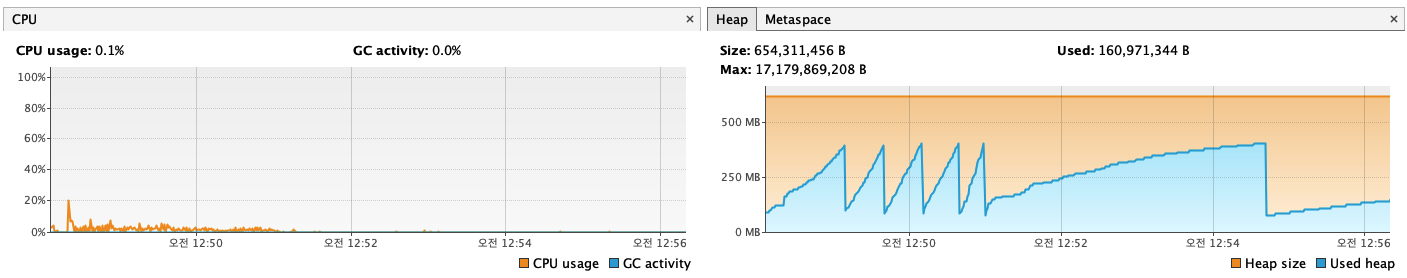 CPU ×
CPU usage: 0.1% GC activity: 0.0%
100%
80%
60%
40%
20%
0%
오전 12:50 오전 12:52 오전 12:54 오전 12:56
CPU usage GC activity
Heap Metaspace ×
Size: 654,311,456 B Used: 160,971,344 B
Max: 17,179,869,208 B
500 MB
250 MB
0 MB
오전 12:50 오전 12:52 오전 12:54 오전 12:56
Heap size Used heap